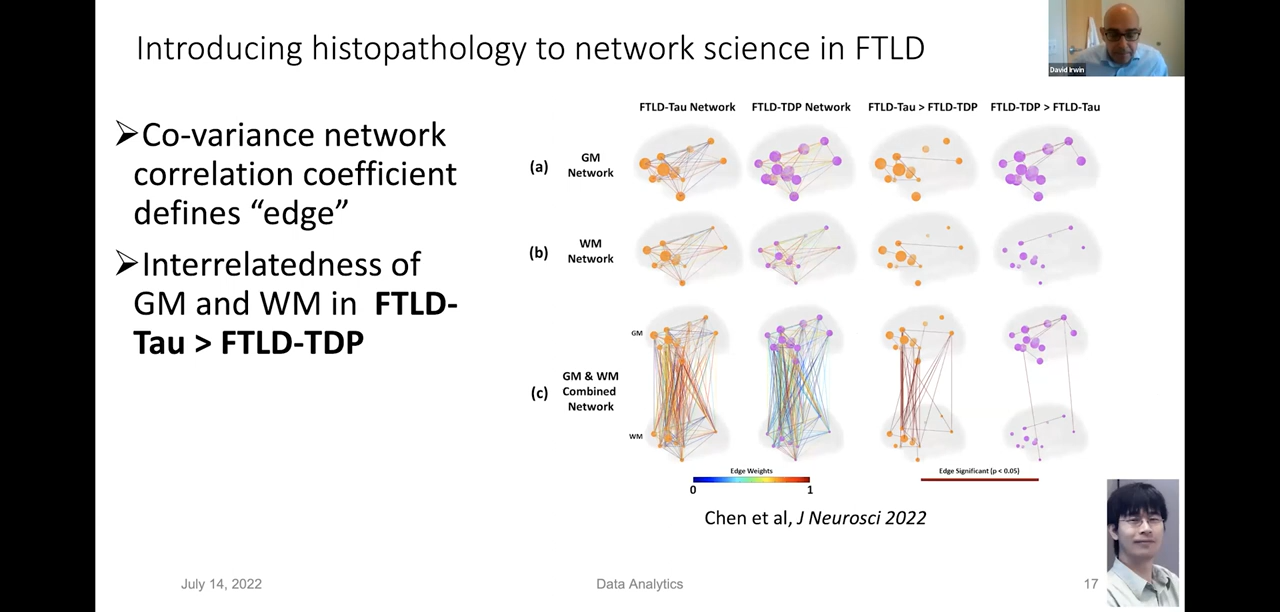 Introducing histopathology to network science in FTLD
David Irwin
➢Co-variance network
correlation coefficient
defines “edge”
➢Interrelatedness of
GM and WM in FTLD-
Tau > FTLD-TDP
FTLD-Tau Network FTLD-TDP Network FTLD-Tau > FTLD-TDP FTLD-TDP > FTLD-Tau
(a) GM
Network
(b) WM
Network
GM
(c) GM & WM
Combined
Network
WM
Edge Weights
0 1
Edge Significant (p < 0.05)
Chen et al, J Neurosci 2022
July 14, 2022 Data Analytics 17